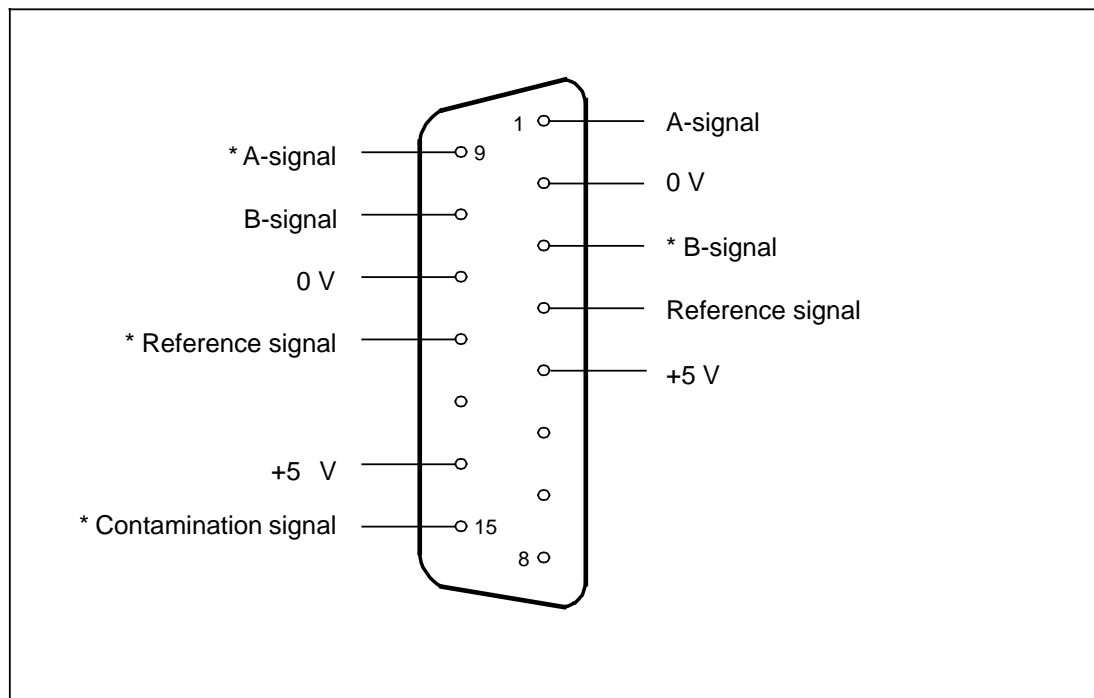 1 A-signal
* A-signal 9
0 V
B-signal
* B-signal
0 V
Reference signal
* Reference signal
+5 V
+5 V
* Contamination signal 15
8